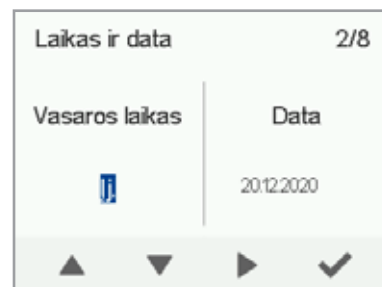 Laikas ir data 2/8
Vasaros laikas Data
Įj. 20.12.2020